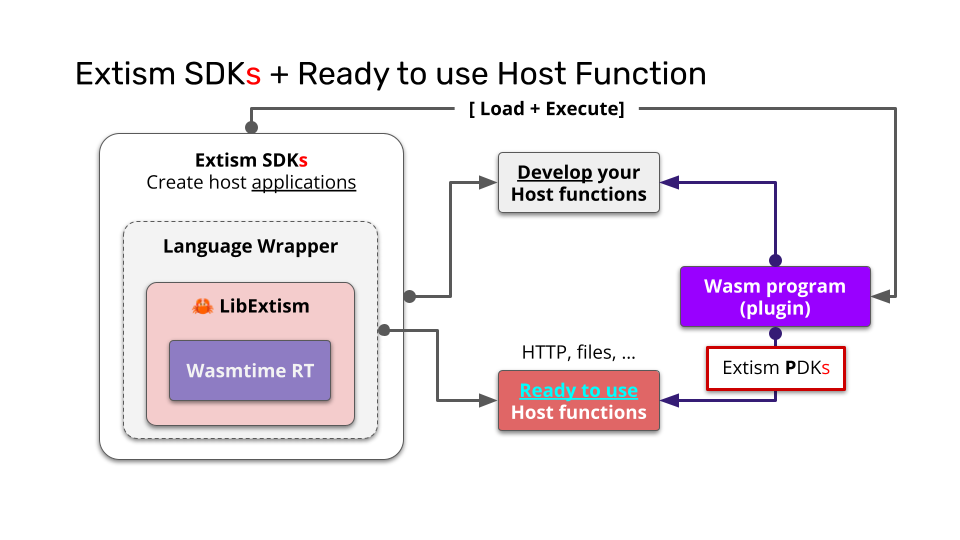 Extism SDKs + Ready to use Host Function
[ Load + Execute]
Extism SDKs
Create host applications
Language Wrapper
LibExtism
Wasmtime RT
Develop your
Host functions
Wasm program
(plugin)
Extism PDKs
HTTP, files, ...
Ready to use
Host functions